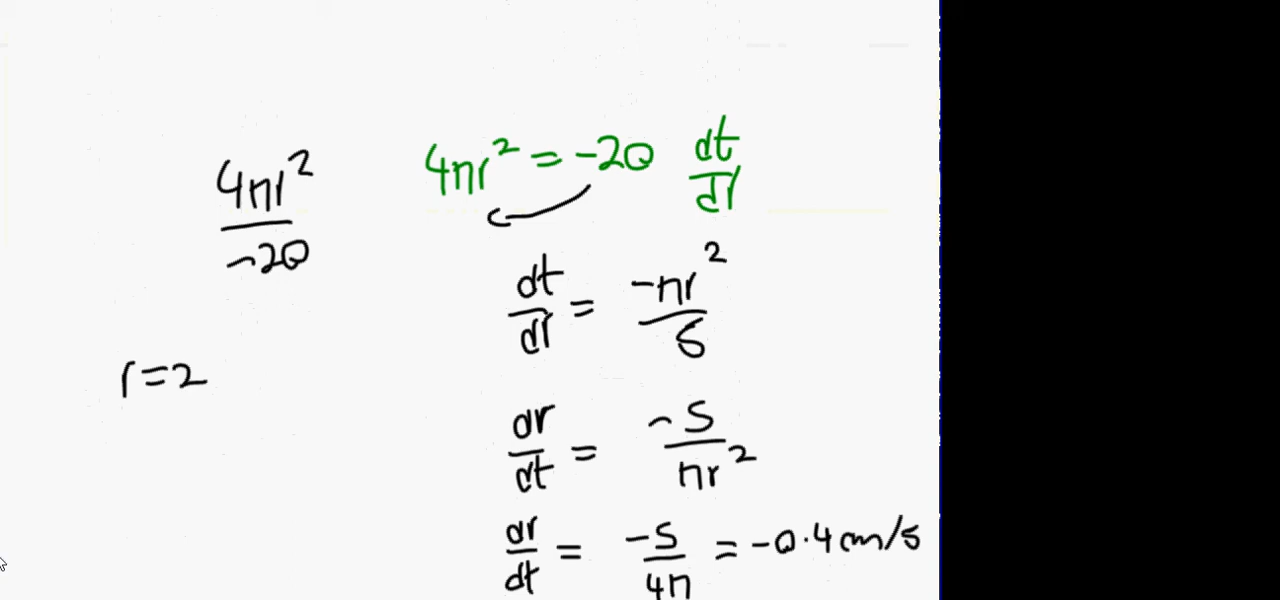 4πr² / -20
4πr² = -20 dt/dr
dt/dr = -πr²/5
r=2
dr/dt = -5/πr²
dr/dt = -5/4π = -0.4 cm/s